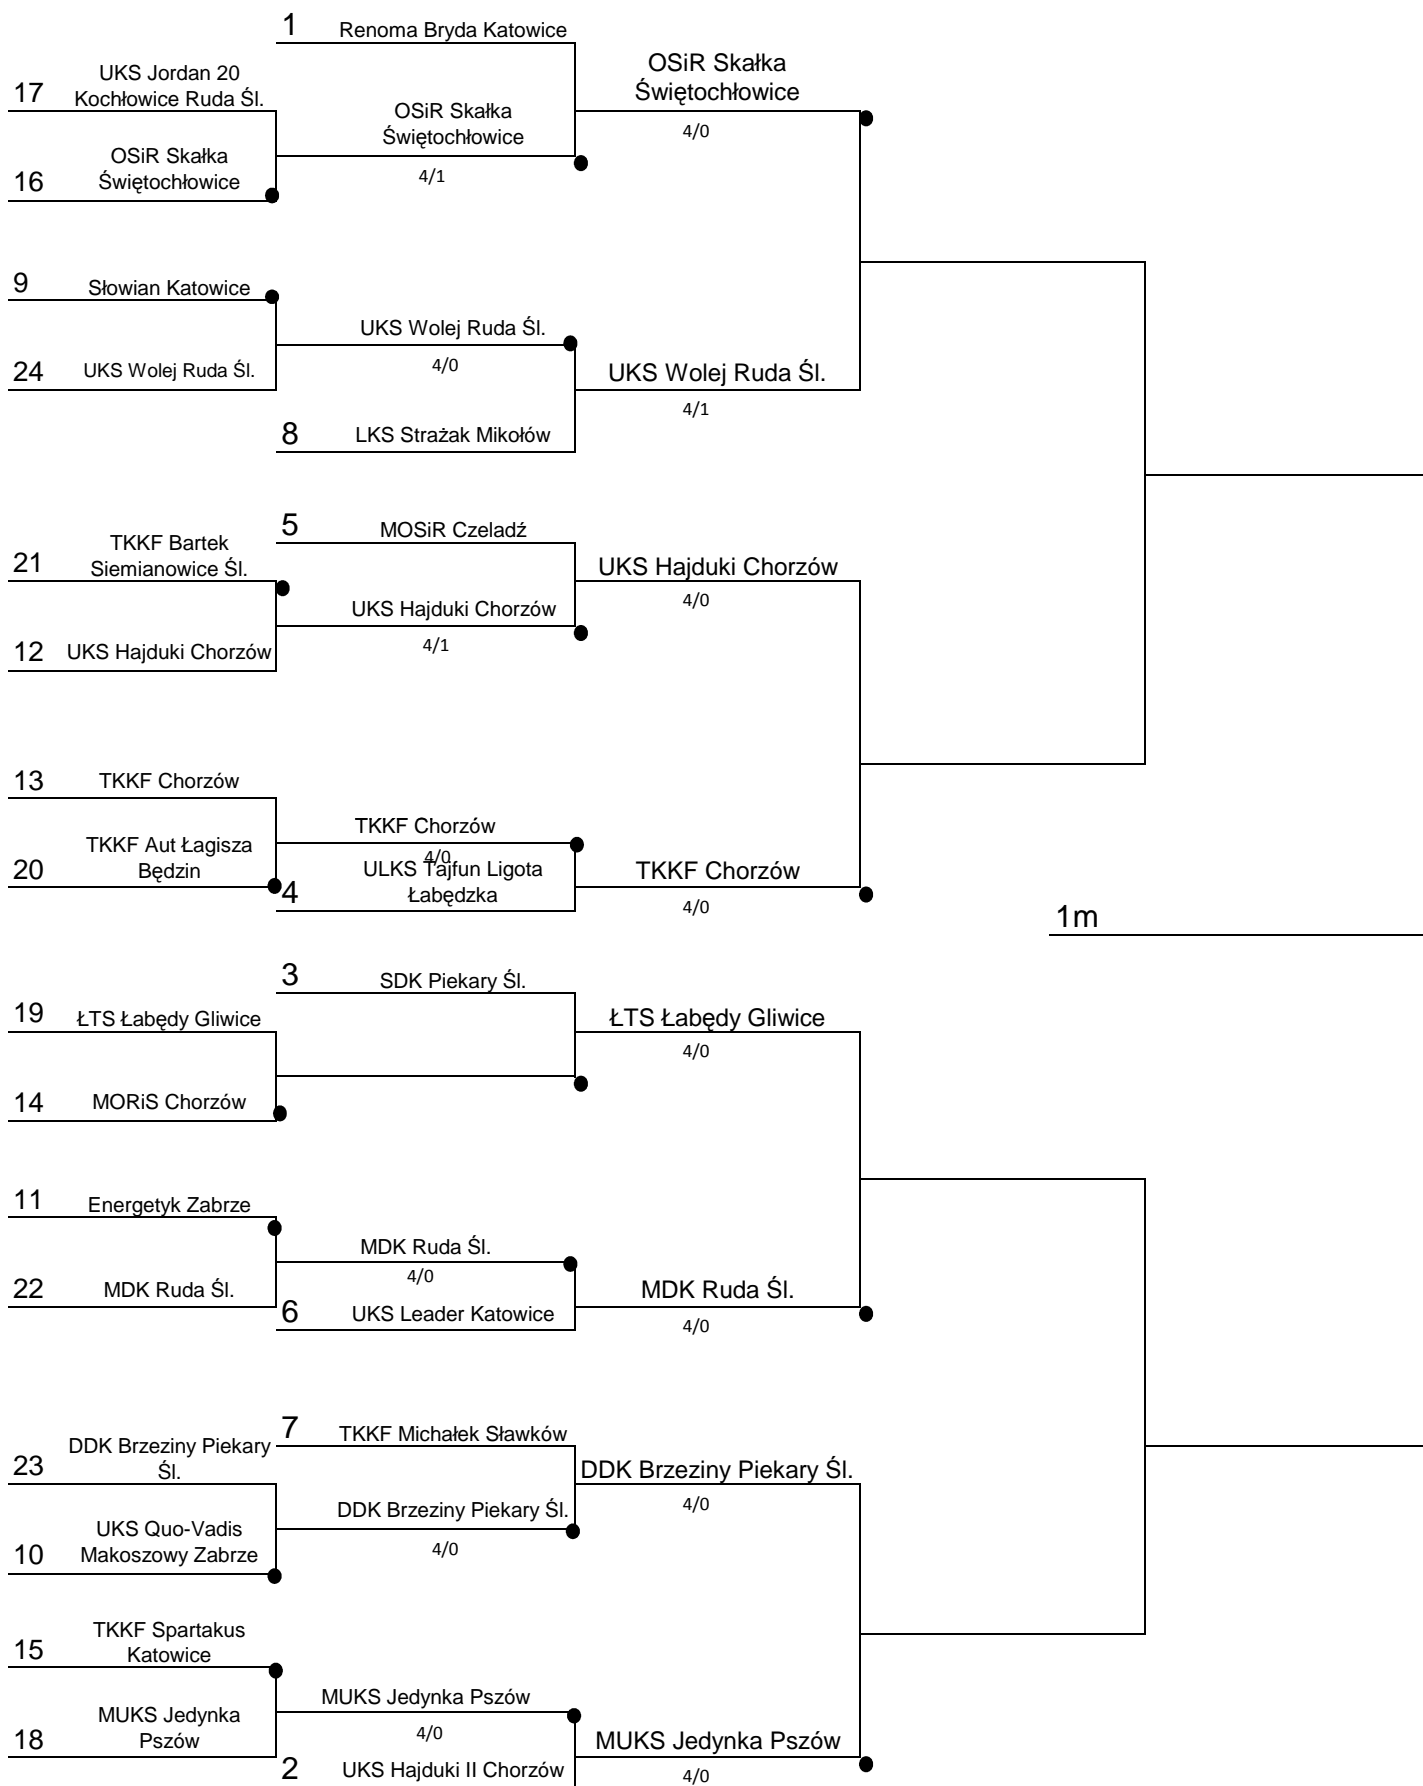 1
Renoma Bryda Katowice
OSiR Skałka
Świętochłowice
4/0
17
UKS Jordan 20
Kochłowice Ruda Śl.
OSiR Skałka
Świętochłowice
4/1
16
OSiR Skałka
Świętochłowice
9
Słowian Katowice
UKS Wolej Ruda Śl.
4/0
24
UKS Wolej Ruda Śl.
UKS Wolej Ruda Śl.
4/1
8
LKS Strażak Mikołów
5
MOSiR Czeladź
21
TKKF Bartek
Siemianowice Śl.
UKS Hajduki Chorzów
4/0
UKS Hajduki Chorzów
4/1
12
UKS Hajduki Chorzów
13
TKKF Chorzów
TKKF Chorzów
4/0
20
TKKF Aut Łagisza
Będzin
4
ULKS Tajfun Ligota
Łabędzka
TKKF Chorzów
4/0
1m
3
SDK Piekary Śl.
19
ŁTS Łabędy Gliwice
ŁTS Łabędy Gliwice
4/0
14
MORiS Chorzów
11
Energetyk Zabrze
MDK Ruda Śl.
4/0
22
MDK Ruda Śl.
MDK Ruda Śl.
4/0
6
UKS Leader Katowice
7
TKKF Michałek Sławków
23
DDK Brzeziny Piekary
Śl.
DDK Brzeziny Piekary Śl.
4/0
DDK Brzeziny Piekary Śl.
4/0
10
UKS Quo-Vadis
Makoszowy Zabrze
15
TKKF Spartakus
Katowice
MUKS Jedynka Pszów
4/0
18
MUKS Jedynka
Pszów
MUKS Jedynka Pszów
4/0
2
UKS Hajduki II Chorzów